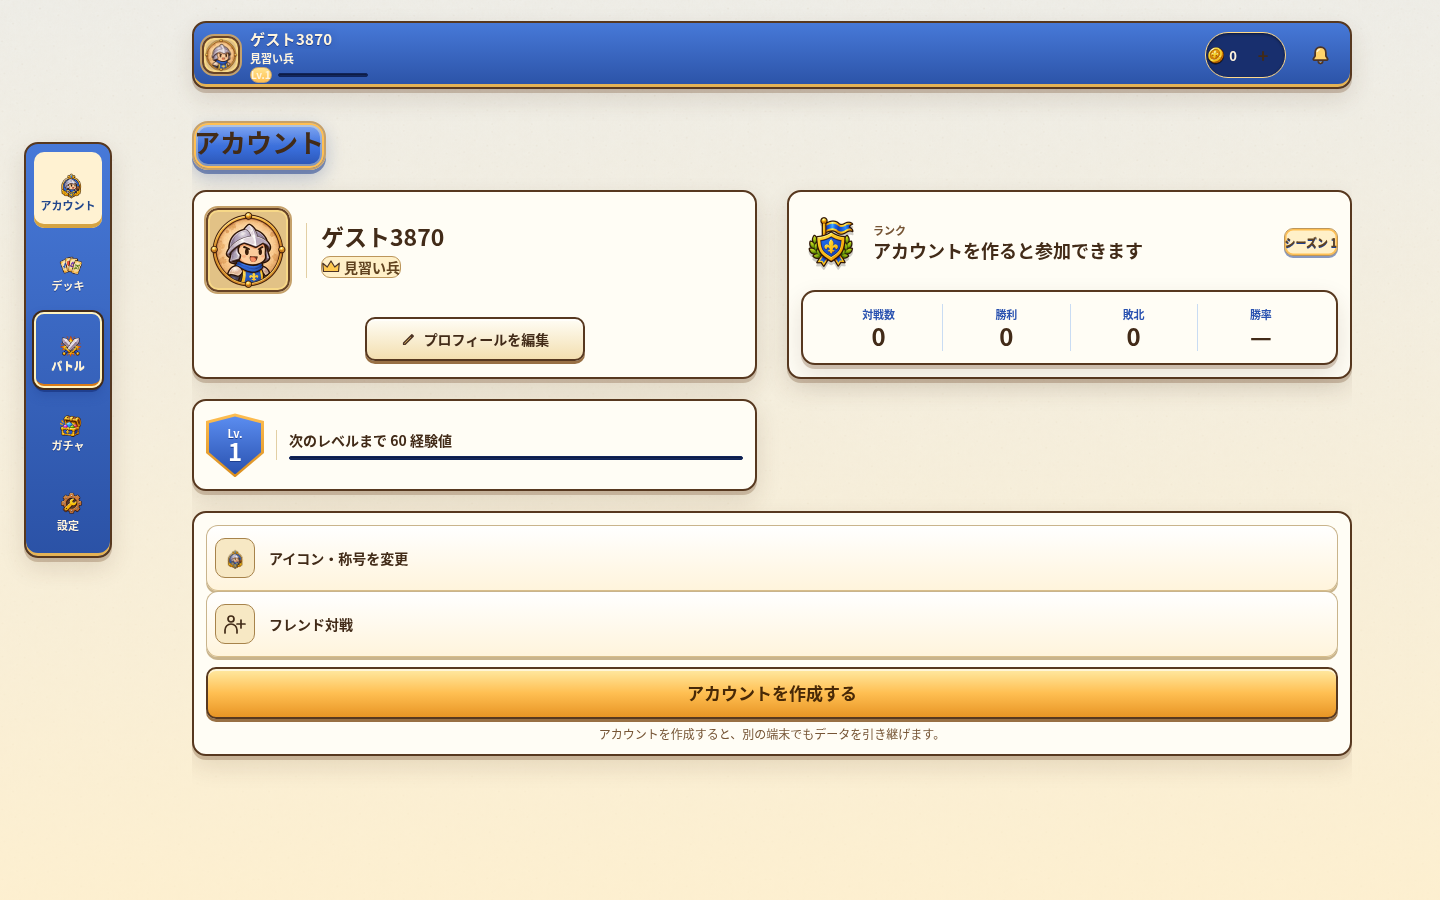 ゲスト3870
見習い兵
Lv.1
0
アカウント
アカウント
デッキ
バトル
ガチャ
設定
ゲスト3870
見習い兵
プロフィールを編集
ランク
アカウントを作ると参加できます
シーズン 1
対戦数
0
勝利
0
敗北
0
勝率
—
Lv.
1
次のレベルまで 60 経験値
アイコン・称号を変更
フレンド対戦
アカウントを作成する
アカウントを作成すると、別の端末でもデータを引き継げます。